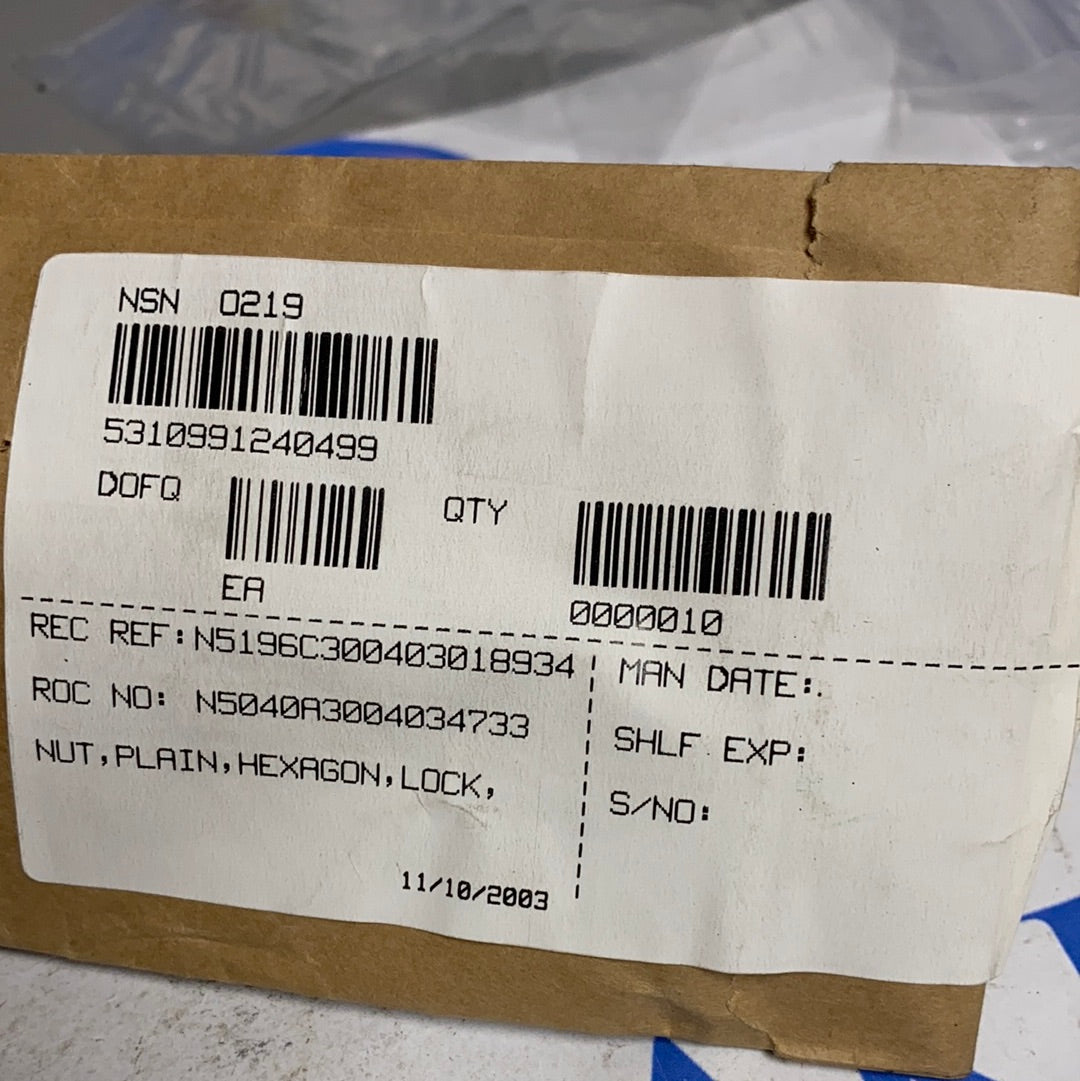 NSN 0219
5310991240499
DOFQ
EA
QTY
0000010
REC REF:N5196C300403018934
ROC NO: N5040A3004034733
NUT,PLAIN,HEXAGON,LOCK,
11/10/2003
MAN DATE:.
SHLF EXP:
S/NO: